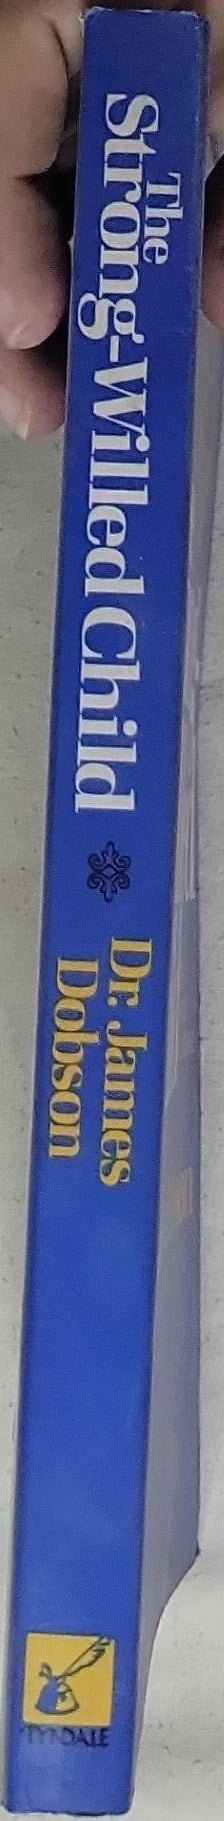 The
Strong-Willed Child
Dr. James
Dobson
TYNDALE